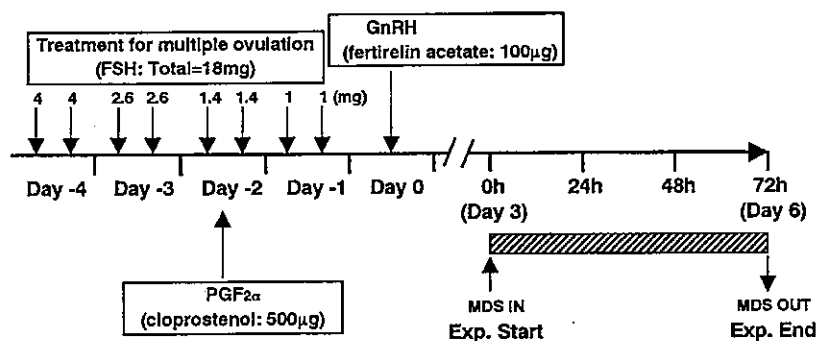 Treatment for multiple ovulation
(FSH: Total=18mg)
GnRH
(fertirelin acetate: 100μg)
4 4 2.6 2.6 1.4 1.4 1 1 (mg)
Day -4 Day -3 Day -2 Day -1 Day 0
0h 24h 48h 72h
(Day 3) (Day 6)
PGF2α
(cloprostenol: 500μg)
MDS IN MDS OUT
Exp. Start Exp. End